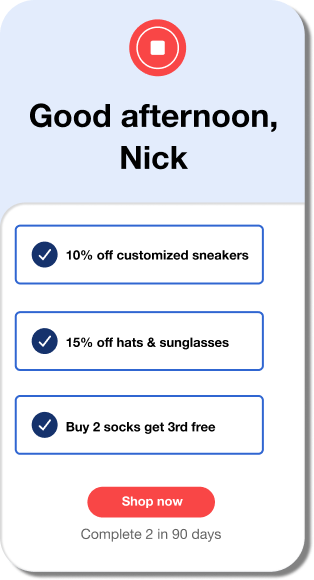 Good afternoon,
Nick
10% off customized sneakers
15% off hats & sunglasses
Buy 2 socks get 3rd free
Shop now
Complete 2 in 90 days